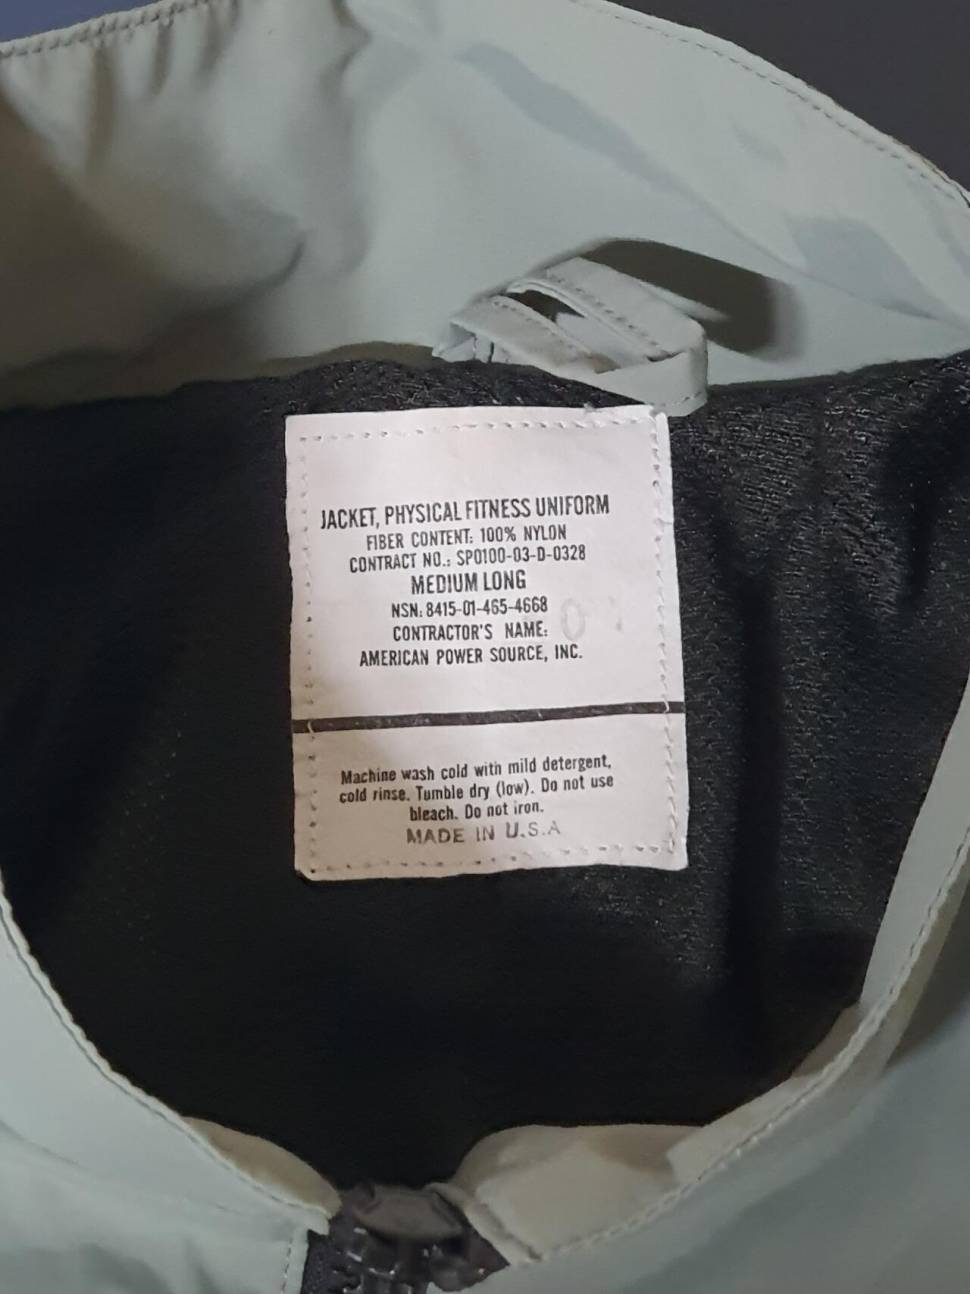 JACKET, PHYSICAL FITNESS UNIFORM
FIBER CONTENT: 100% NYLON
CONTRACT NO.: SP0100-03-D-0328
MEDIUM LONG
NSN: 8415-01-465-4668
CONTRACTOR'S NAME:
AMERICAN POWER SOURCE, INC.
Machine wash cold with mild detergent,
cold rinse. Tumble dry (low). Do not use
bleach. Do not iron.
MADE IN U.S.A